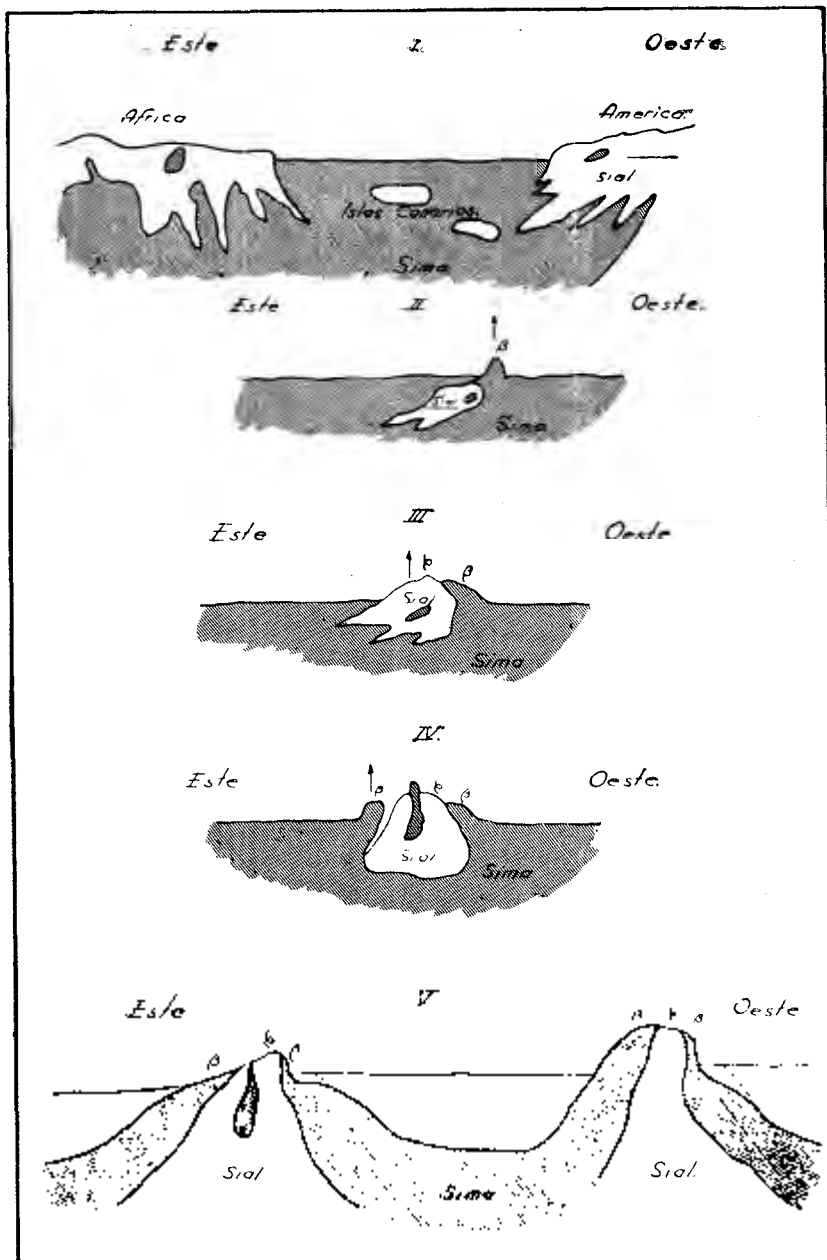 Este I. Oeste
Africa America
sial
Islas Canarias.
Sima
Este II Oeste.
β
Sima
III
Este Oeste
β
Sial
Sima
IV.
Este Oeste.
β β
Sial
Sima
Este V Oeste
β β β
Sial Sima Sial.